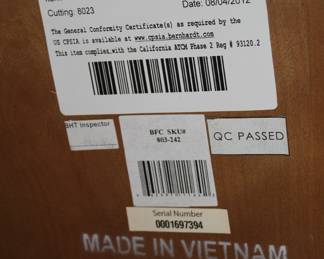 Cutting: 8023
Date: 08/04/2012
The General Conformity Certificate(s) as required by the
US CPSIA is available at www.cpsia.bernhardt.com
This item complies with the California ATCM Phase 2 Reg # 93120.2
BHT Inspector
BFC SKU#
803-242
QC PASSED
Serial Number
0001697394
MADE IN VIETNAM